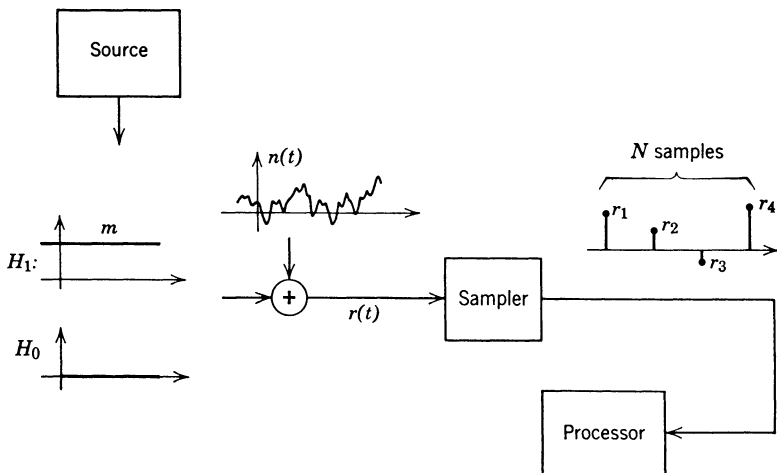 Source
n(t)
N samples
r₁
r₂
r₃
r₄
m
H₁:
+
r(t)
Sampler
H₀
Processor